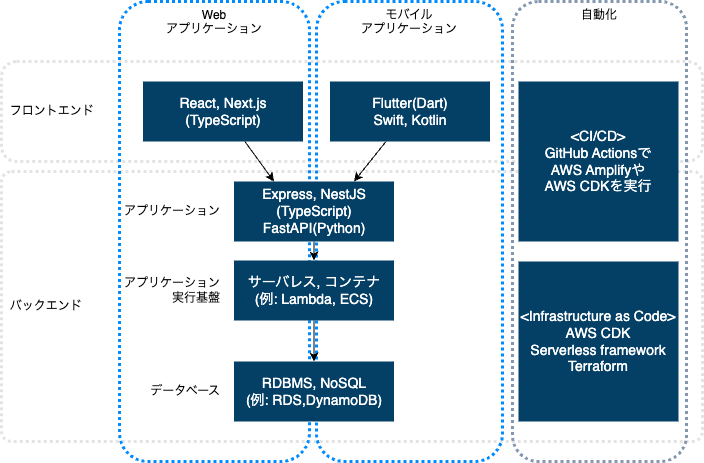 Web
アプリケーション
モバイル
アプリケーション
自動化
フロントエンド
React, Next.js
(TypeScript)
Flutter(Dart)
Swift, Kotlin
<CI/CD>
GitHub Actionsで
AWS Amplifyや
AWS CDKを実行
バックエンド
アプリケーション
Express, NestJS
(TypeScript)
FastAPI(Python)
アプリケーション
実行基盤
サーバレス, コンテナ
(例: Lambda, ECS)
データベース
RDBMS, NoSQL
(例: RDS,DynamoDB)
<Infrastructure as Code>
AWS CDK
Serverless framework
Terraform